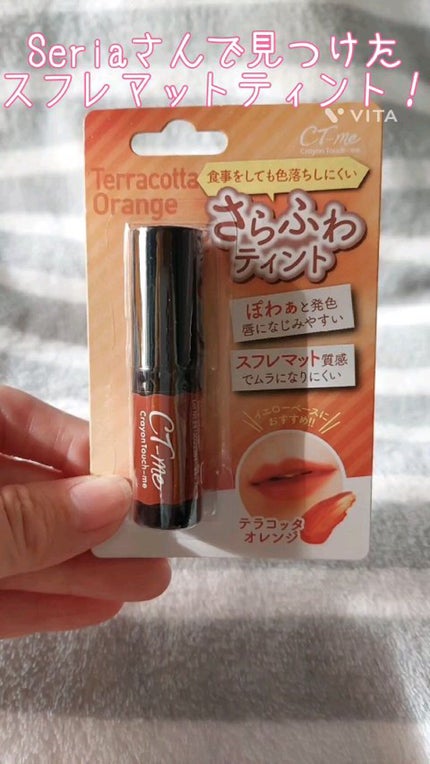 Seriaさんで見つけた
スフレマットティント！
VITA
CT-me
Crayon Touch-me
Terracotta
Orange
食事をしても色落ちしにくい
さらふわ
ティント
ぽわぁと発色
唇になじみやすい
スフレマット質感
でムラになりにくい
イエローベースに
おすすめ!!
CT-me
CrayonTouch-me
テラコッタ
オレンジ